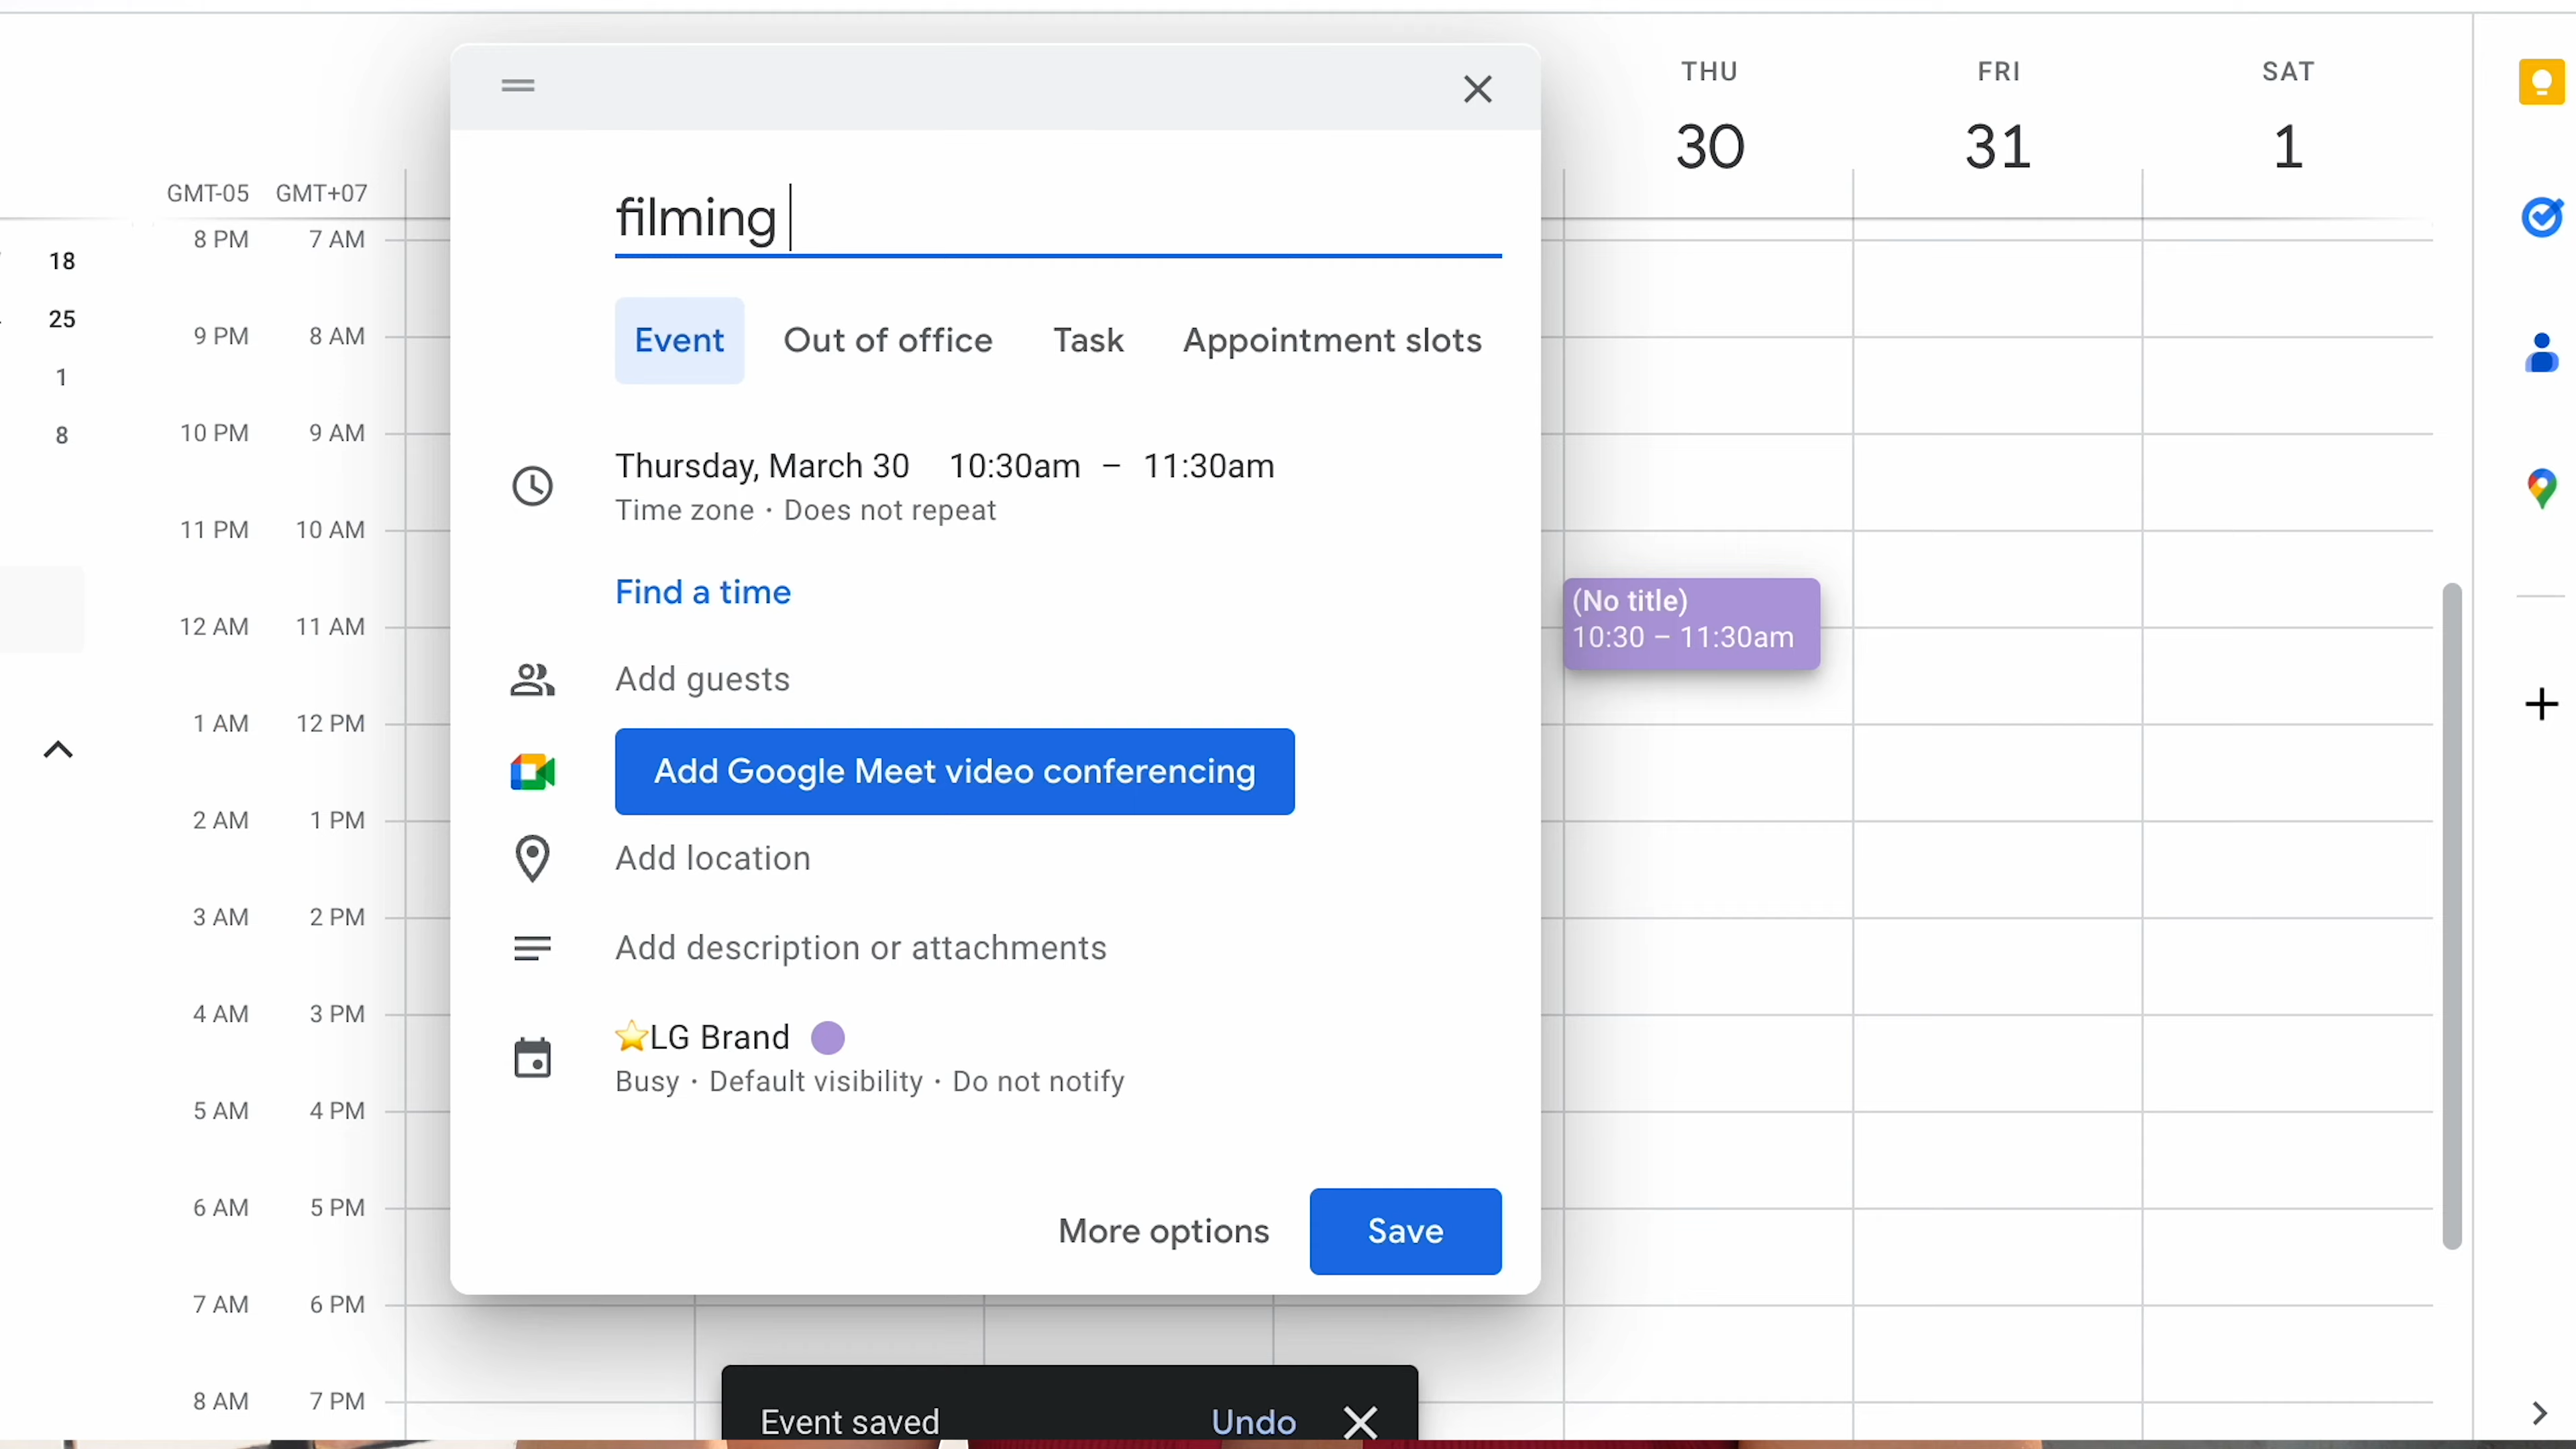 THU
FRI
SAT
30
31
1
GMT-05
GMT+07
18
25
1
8
8 PM
7 AM
9 PM
8 AM
10 PM
9 AM
11 PM
10 AM
12 AM
11 AM
1 AM
12 PM
2 AM
1 PM
3 AM
2 PM
4 AM
3 PM
5 AM
4 PM
6 AM
5 PM
7 AM
6 PM
8 AM
7 PM
filming
Event
Out of office
Task
Appointment slots
Thursday, March 30 10:30am – 11:30am
Time zone · Does not repeat
Find a time
Add guests
Add Google Meet video conferencing
Add location
Add description or attachments
⭐LG Brand
Busy · Default visibility · Do not notify
More options
Save
(No title)
10:30 – 11:30am
Event saved
Undo